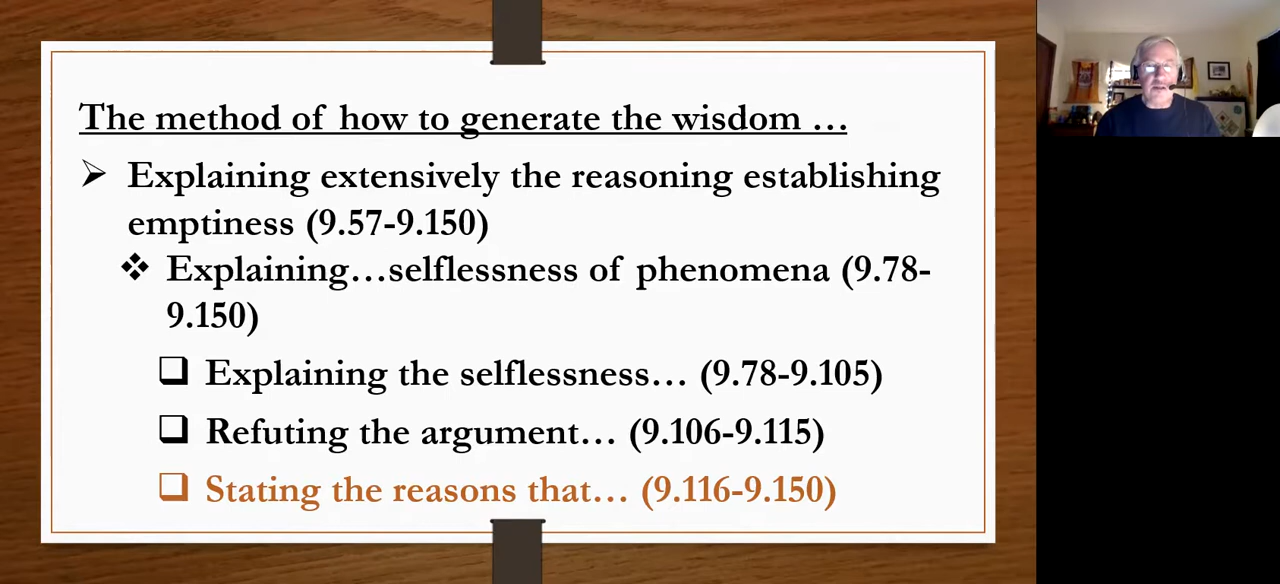 The method of how to generate the wisdom …
➢ Explaining extensively the reasoning establishing
emptiness (9.57-9.150)
❖ Explaining…selflessness of phenomena (9.78-
9.150)
❑ Explaining the selflessness… (9.78-9.105)
❑ Refuting the argument… (9.106-9.115)
❑ Stating the reasons that… (9.116-9.150)